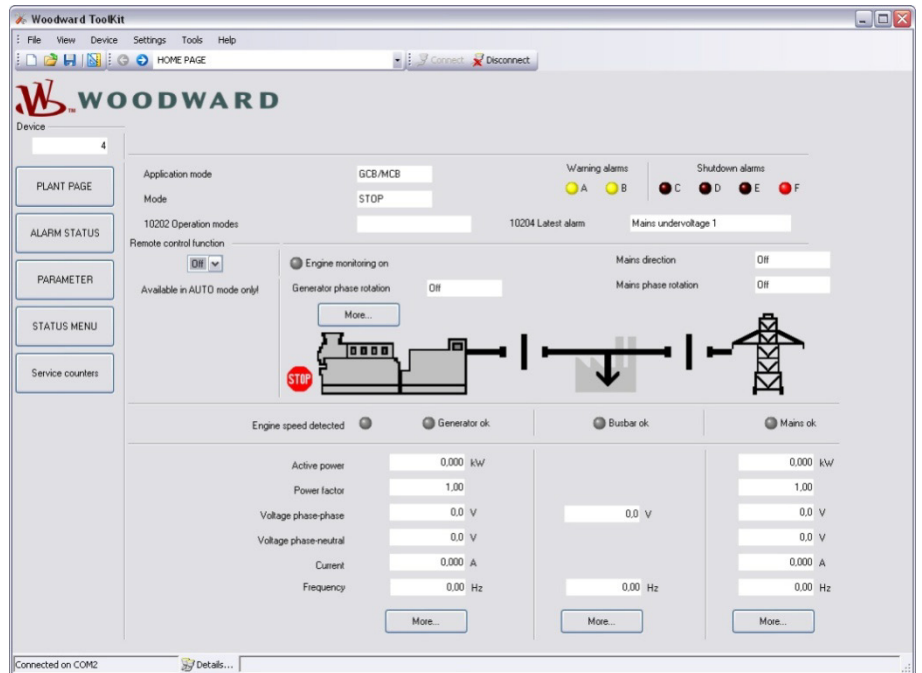 Woodward ToolKit
File View Device Settings Tools Help
HOME PAGE Connect Disconnect
W™ WOODWARD
Device
4
PLANT PAGE
ALARM STATUS
PARAMETER
STATUS MENU
Service counters
Application mode GCB/MCB
Mode STOP
10202 Operation modes
Warning alarms Shutdown alarms
A B C D E F
10204 Latest alarm Mains undervoltage 1
Remote control function
Off
Available in AUTO mode only!
Engine monitoring on
Generator phase rotation Off
More...
Mains direction Off
Mains phase rotation Off
STOP
Engine speed detected Generator ok Busbar ok Mains ok
Active power 0,000 kW 0,000 kW
Power factor 1,00 1,00
Voltage phase-phase 0,0 V 0,0 V 0,0 V
Voltage phase-neutral 0,0 V 0,0 V
Current 0,000 A 0,000 A
Frequency 0,00 Hz 0,00 Hz 0,00 Hz
More... More... More...
Connected on COM2 Details...